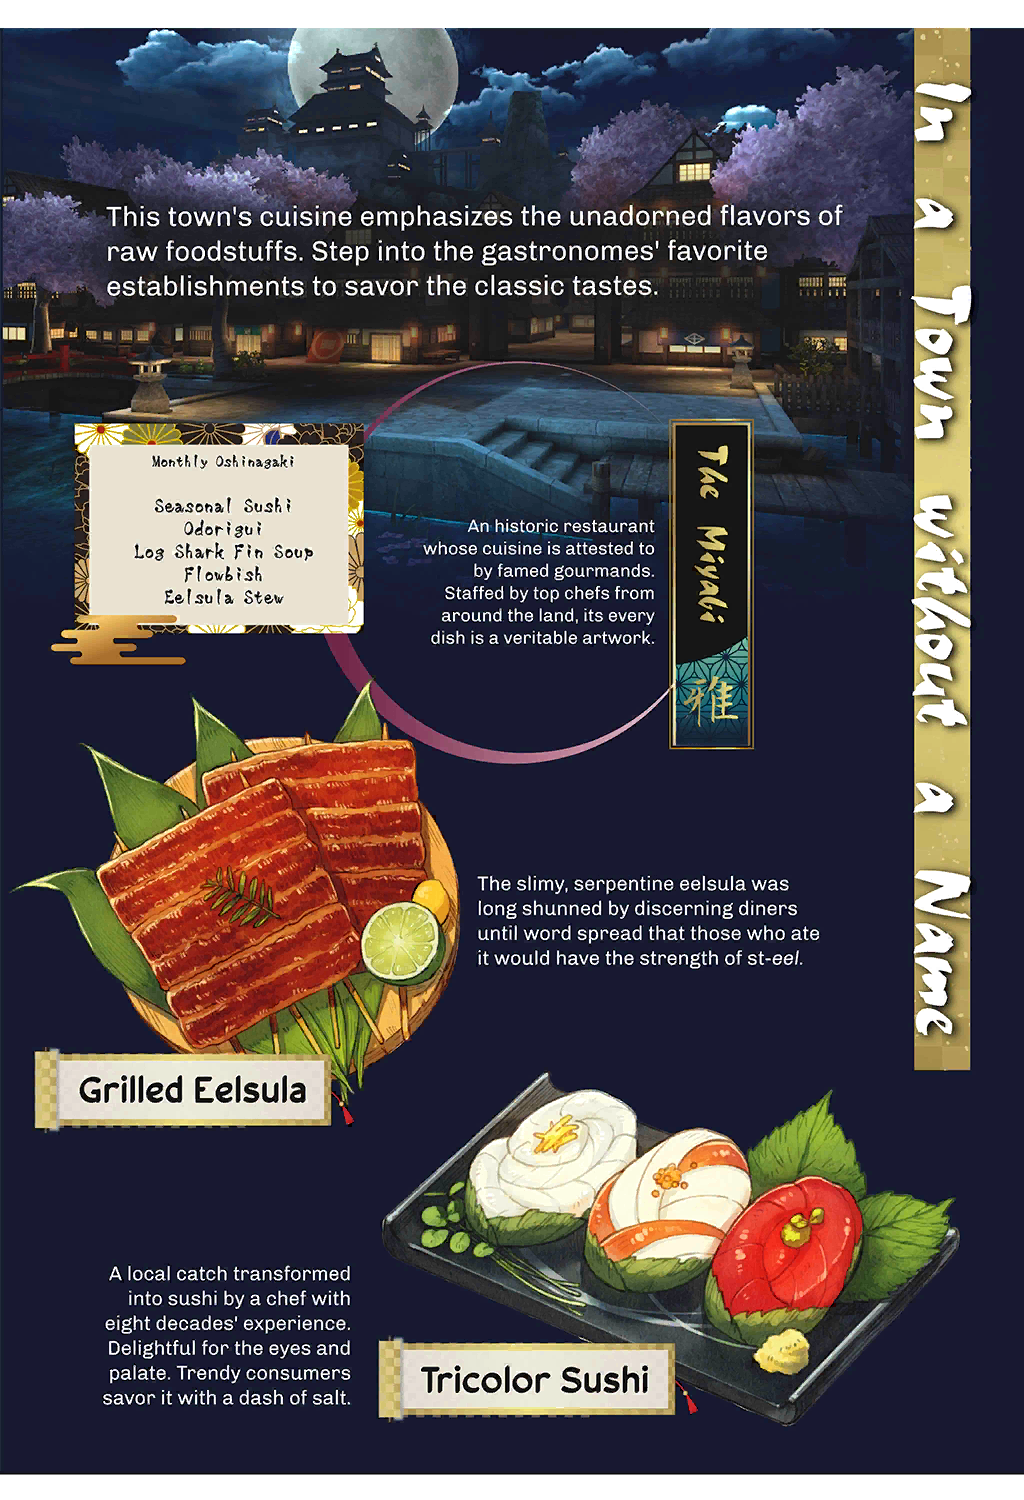 In a Town without a Name
This town's cuisine emphasizes the unadorned flavors of
raw foodstuffs. Step into the gastronomes' favorite
establishments to savor the classic tastes.
Monthly Oshinagaki
Seasonal Sushi
Odorigui
Log Shark Fin Soup
Flowbish
Eelsula Stew
The Miyabi
雅
An historic restaurant
whose cuisine is attested to
by famed gourmands.
Staffed by top chefs from
around the land, its every
dish is a veritable artwork.
The slimy, serpentine eelsula was
long shunned by discerning diners
until word spread that those who ate
it would have the strength of st-eel.
Grilled Eelsula
A local catch transformed
into sushi by a chef with
eight decades' experience.
Delightful for the eyes and
palate. Trendy consumers
savor it with a dash of salt.
Tricolor Sushi